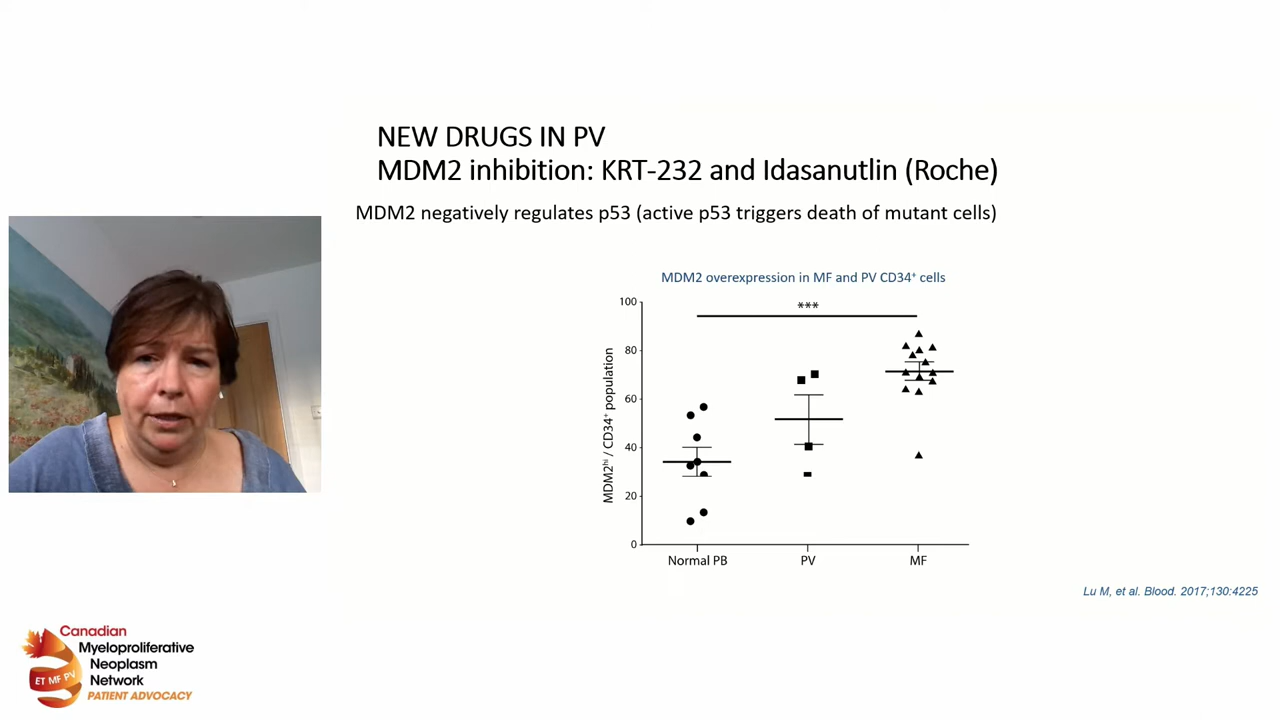 NEW DRUGS IN PV
MDM2 inhibition: KRT-232 and Idasanutlin (Roche)
MDM2 negatively regulates p53 (active p53 triggers death of mutant cells)
MDM2 overexpression in MF and PV CD34⁺ cells
***
MDM2ʰⁱ / CD34⁺ population
100
80
60
40
20
0
Normal PB
PV
MF
Lu M, et al. Blood. 2017;130:4225
Canadian
Myeloproliferative
Neoplasm
Network
PATIENT ADVOCACY
ET MF PV